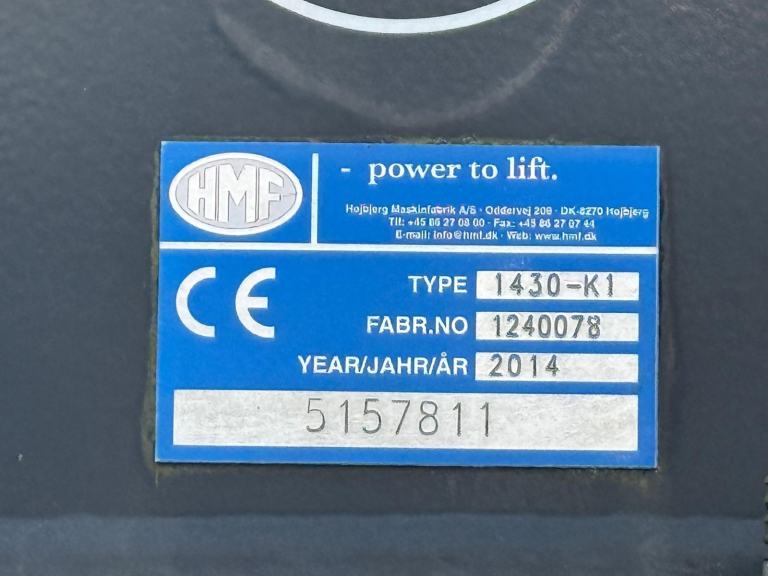 HMF
- power to lift.
Højbjerg Maskinfabrik A/S · Oddervej 200 · DK-8270 Højbjerg
Tlf: +45 86 27 08 00 · Fax: +45 86 27 07 44
E-mail: info@hmf.dk · Web: www.hmf.dk
CE
TYPE 1430-K1
FABR.NO 1240078
YEAR/JAHR/ÅR 2014
5157811